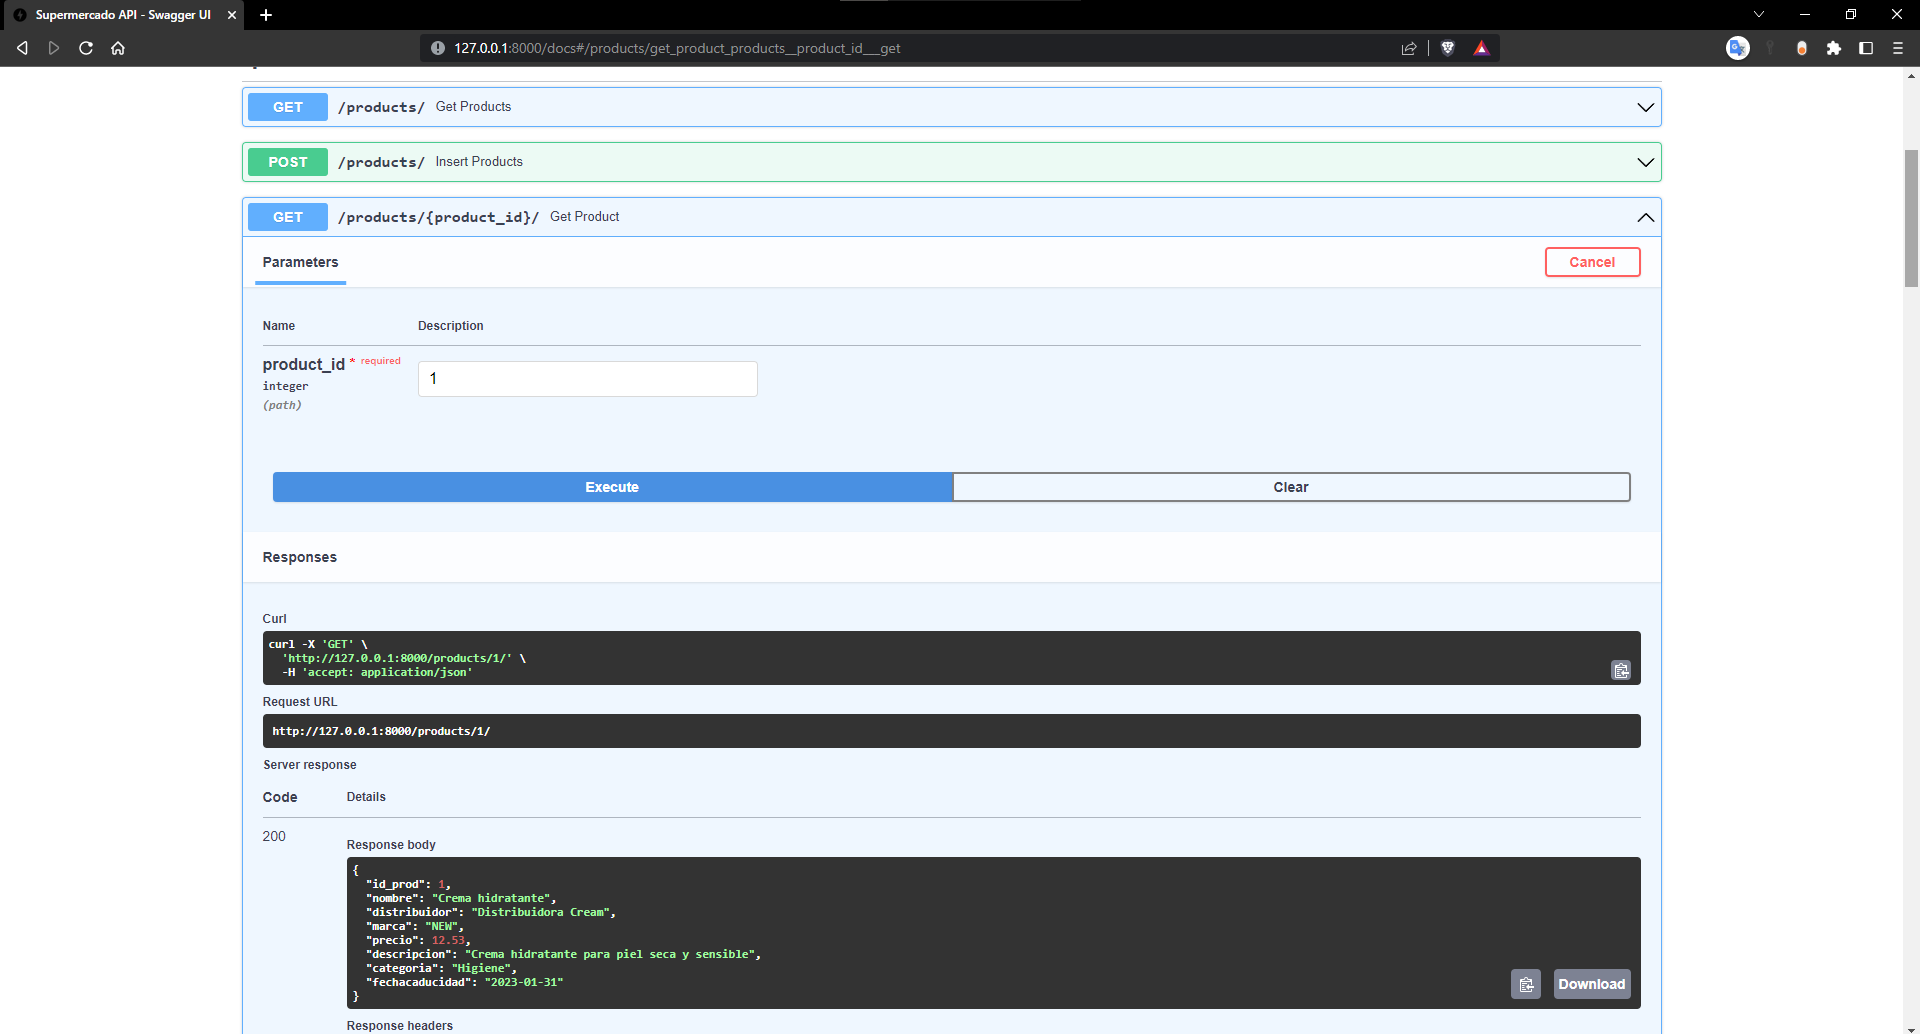 Supermercado API - Swagger UI
127.0.0.1:8000/docs#/products/get_product_products__product_id___get
GET /products/ Get Products
POST /products/ Insert Products
GET /products/{product_id}/ Get Product
Parameters
Cancel
Name Description
product_id * required
integer
(path)
1
Execute Clear
Responses
Curl
curl -X 'GET' \
'http://127.0.0.1:8000/products/1/' \
-H 'accept: application/json'
Request URL
http://127.0.0.1:8000/products/1/
Server response
Code Details
200
Response body
{
"id_prod": 1,
"nombre": "Crema hidratante",
"distribuidor": "Distribuidora Cream",
"marca": "NEW",
"precio": 12.53,
"descripcion": "Crema hidratante para piel seca y sensible",
"categoria": "Higiene",
"fechacaducidad": "2023-01-31"
}
Download
Response headers